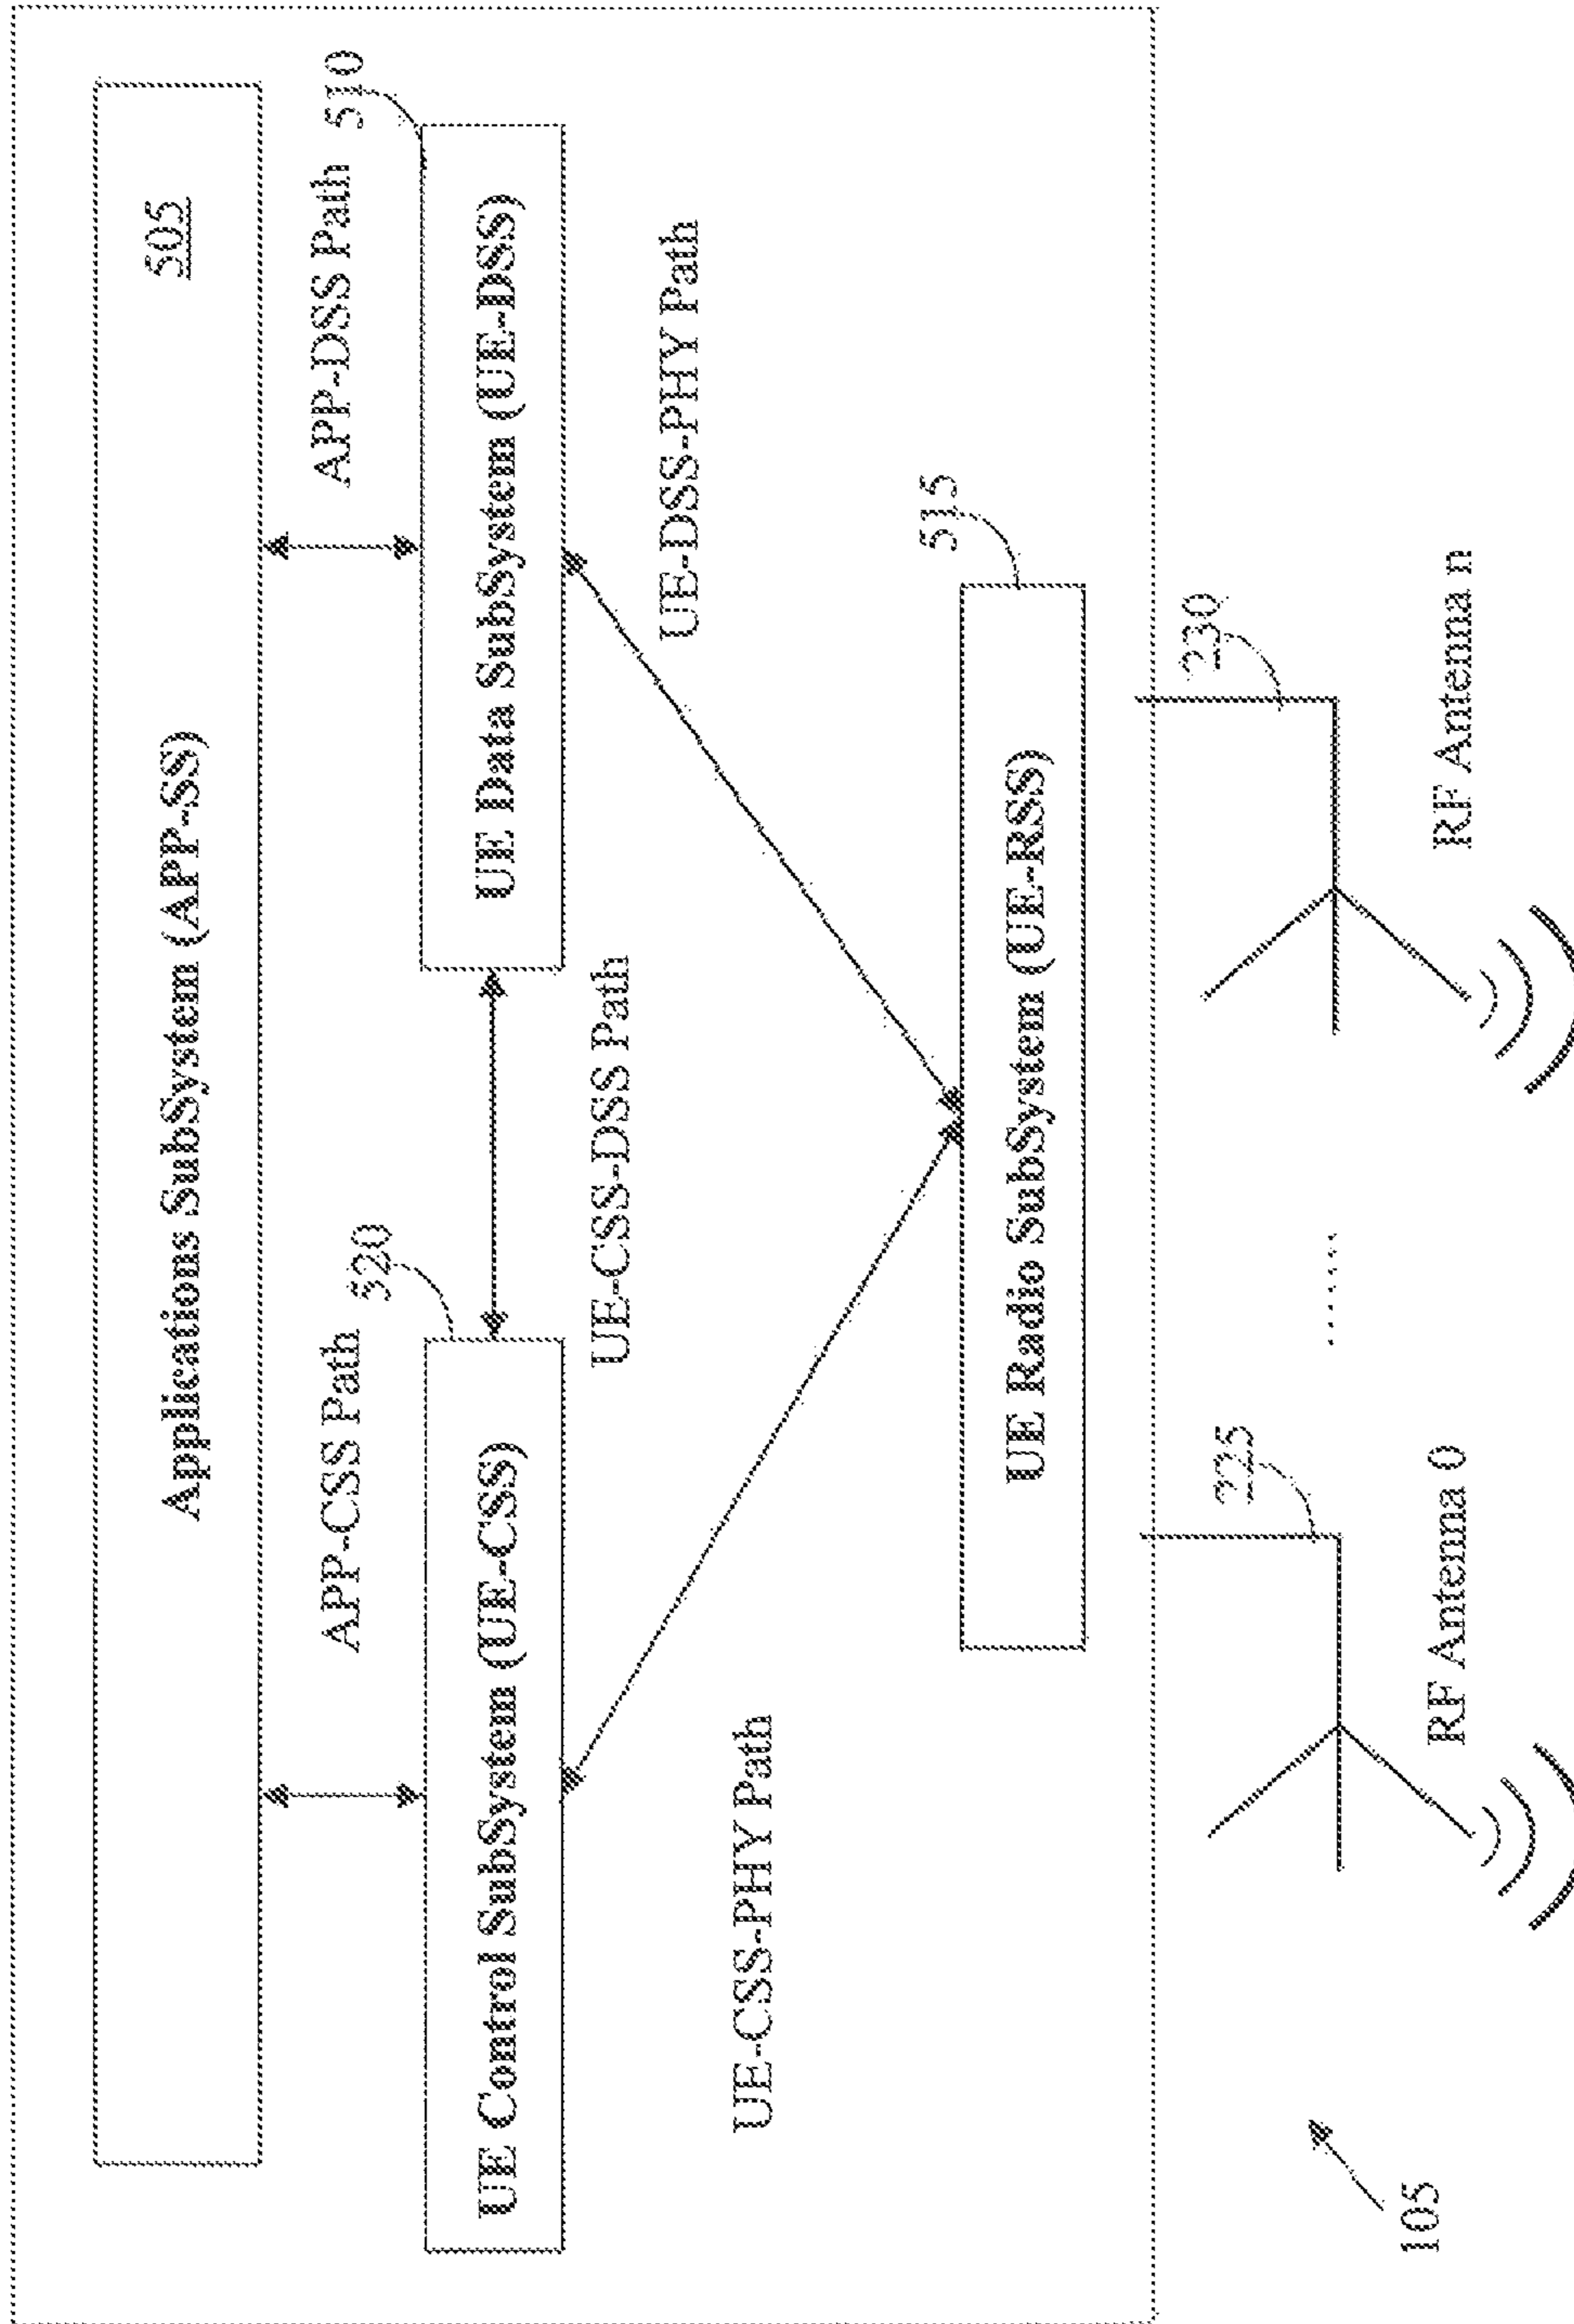 505
Applications SubSystem (APP-SS)
APP-CSS Path
520
APP-DSS Path
510
UE Control SubSystem (UE-CSS)
UE Data SubSystem (UE-DSS)
UE-CSS-DSS Path
UE-CSS-PHY Path
UE-DSS-PHY Path
515
UE Radio SubSystem (UE-RSS)
225
230
......
RF Antenna 0
RF Antenna n
105